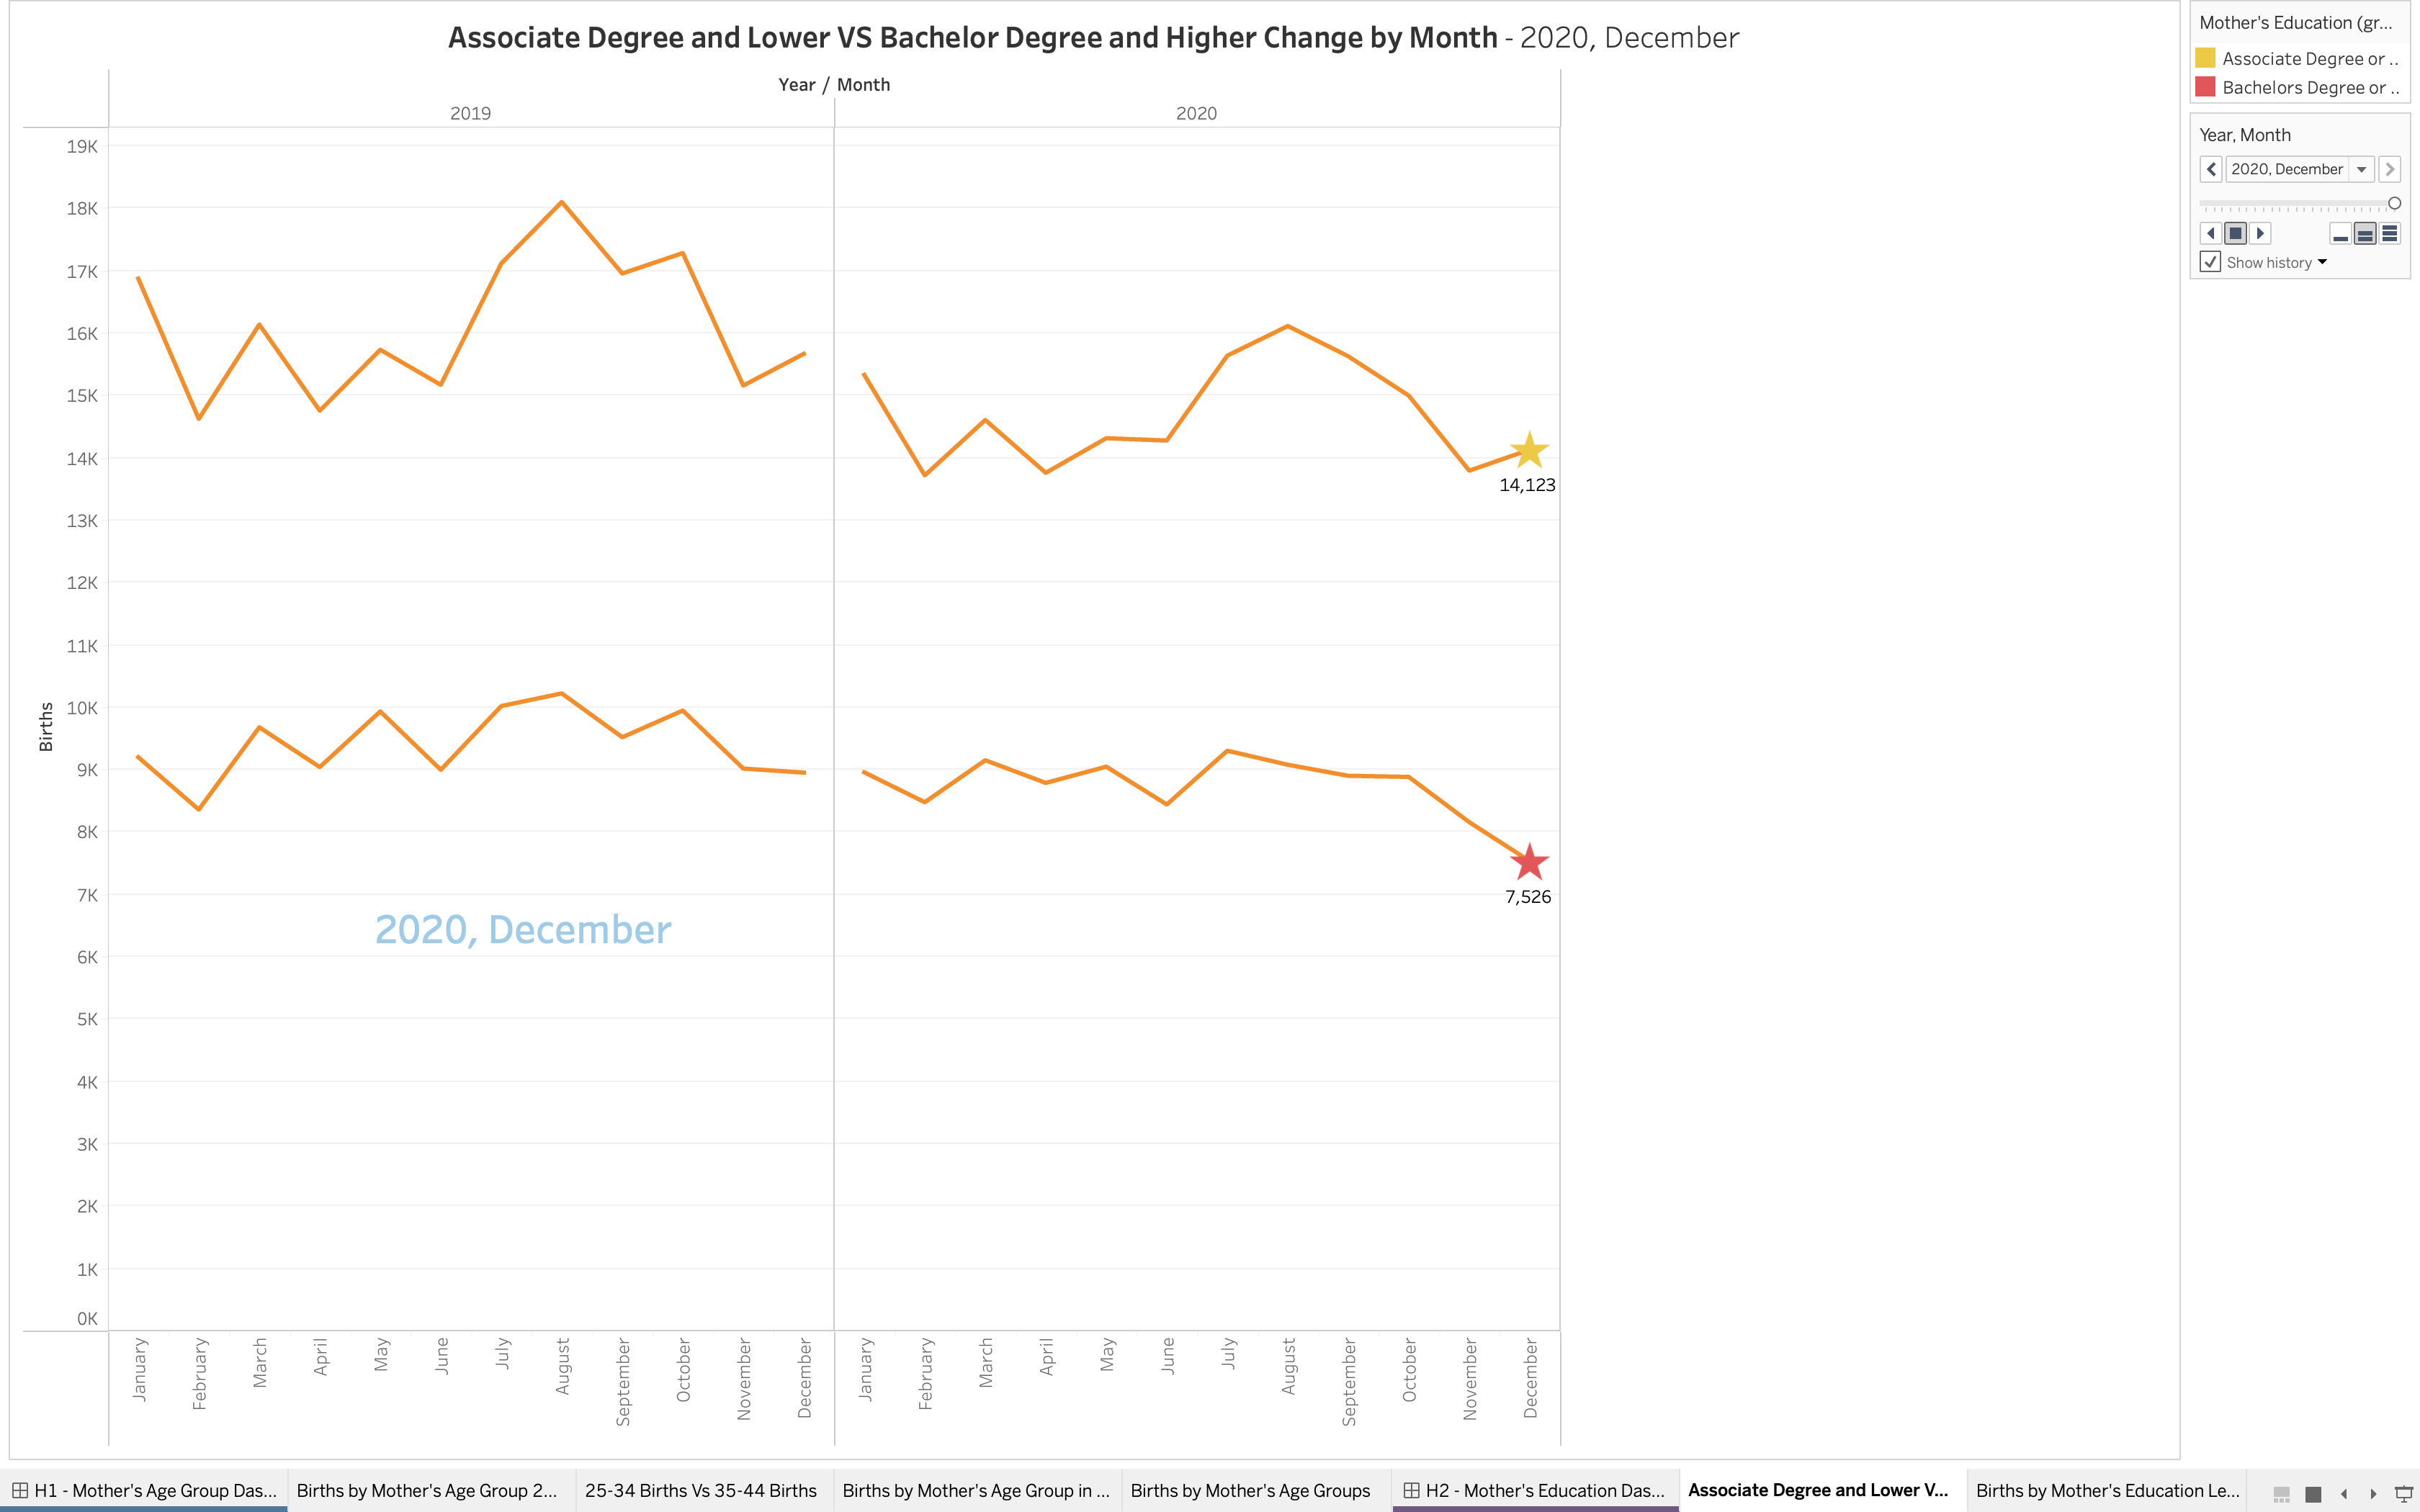 Associate Degree and Lower VS Bachelor Degree and Higher Change by Month - 2020, December
Year / Month
2019
2020
19K
18K
17K
16K
15K
14K
13K
12K
11K
10K
9K
8K
7K
6K
5K
4K
3K
2K
1K
0K
Births
14,123
7,526
2020, December
January
February
March
April
May
June
July
August
September
October
November
December
January
February
March
April
May
June
July
August
September
October
November
December
Mother's Education (gr...
Associate Degree or ..
Bachelors Degree or ..
Year, Month
2020, December
Show history
H1 - Mother's Age Group Das...
Births by Mother's Age Group 2...
25-34 Births Vs 35-44 Births
Births by Mother's Age Group in ...
Births by Mother's Age Groups
H2 - Mother's Education Das...
Associate Degree and Lower V...
Births by Mother's Education Le...